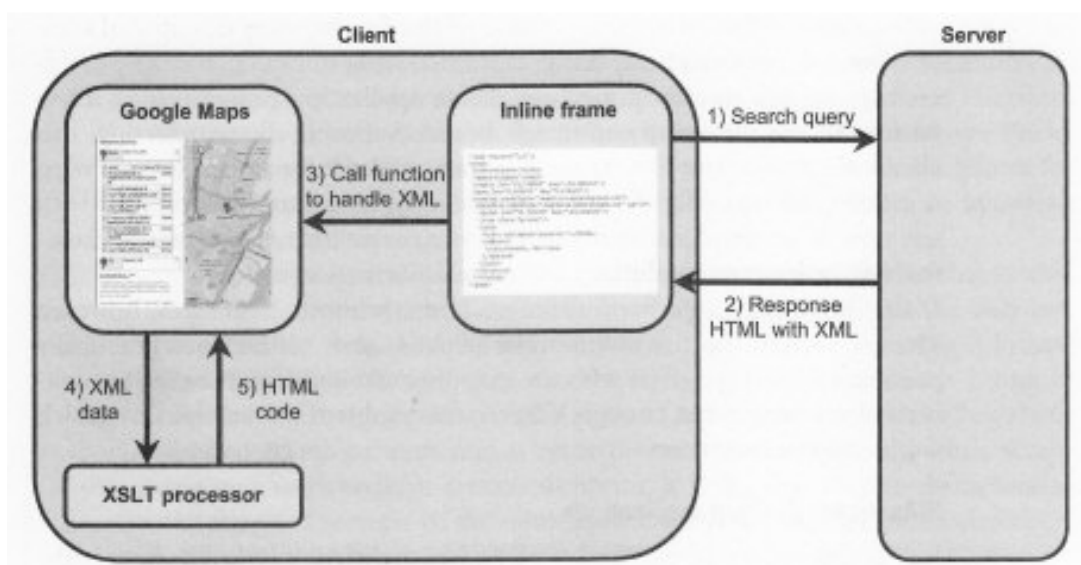 Client
Server
Google Maps
Inline frame
1) Search query
3) Call function
to handle XML
2) Response
HTML with XML
4) XML
data
5) HTML
code
XSLT processor